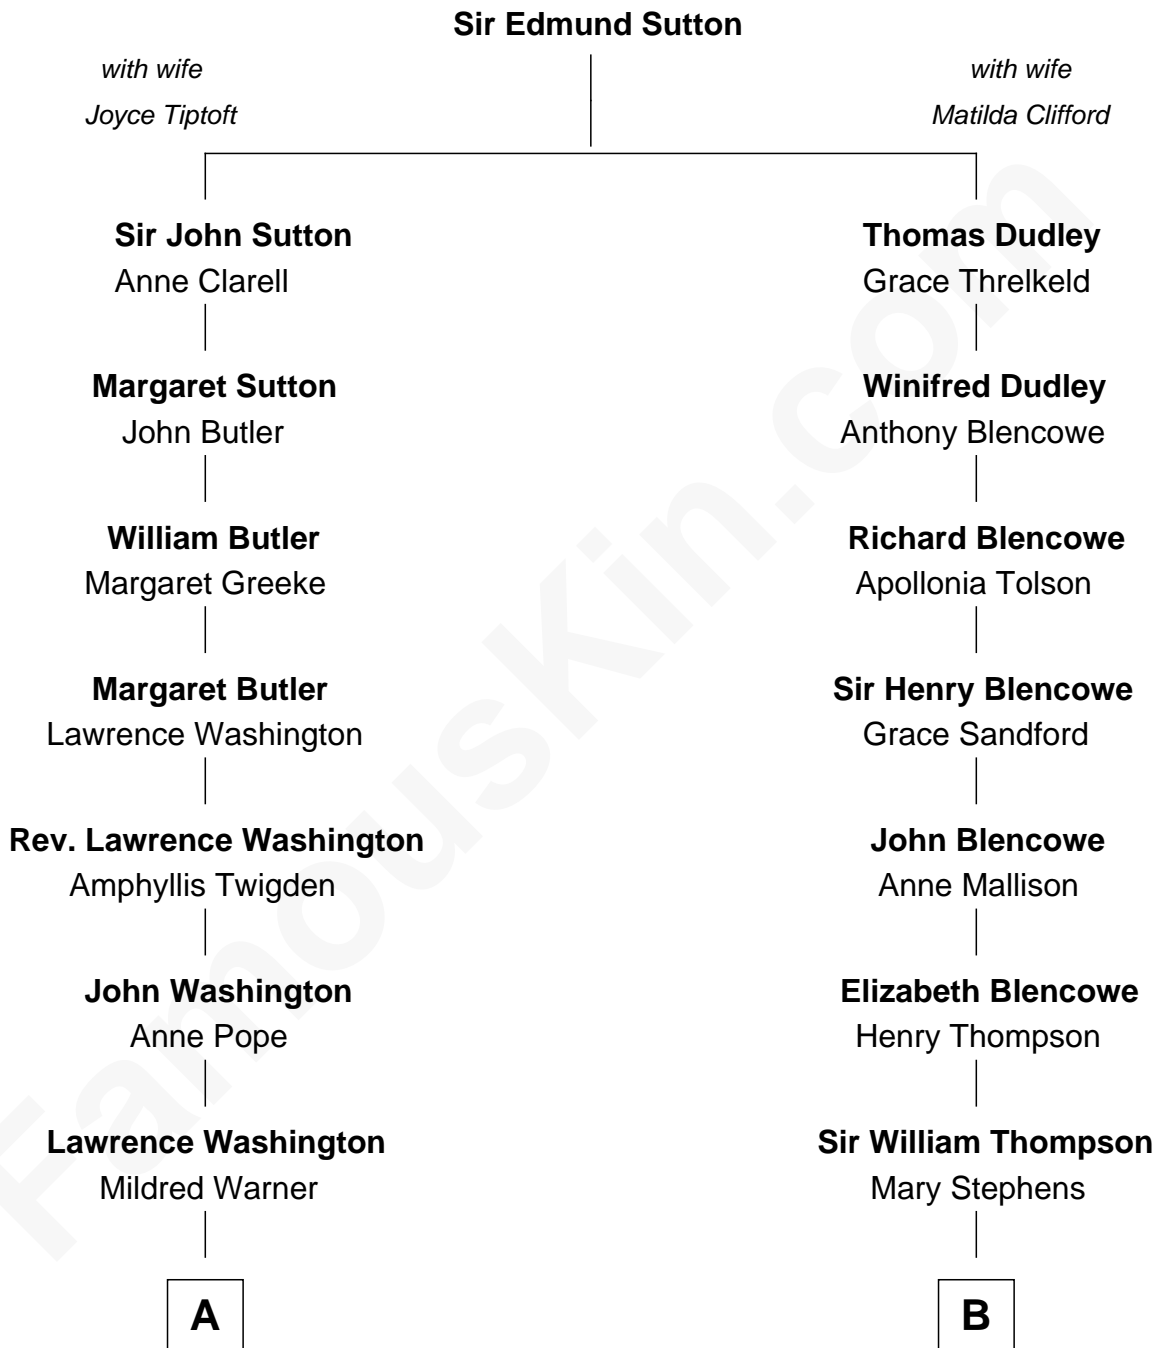 Sir Edmund Sutton
with wife
Joyce Tiptoft
with wife
Matilda Clifford
Sir John Sutton
Anne Clarell
Thomas Dudley
Grace Threlkeld
Margaret Sutton
John Butler
Winifred Dudley
Anthony Blencowe
William Butler
Margaret Greeke
Richard Blencowe
Apollonia Tolson
Margaret Butler
Lawrence Washington
Sir Henry Blencowe
Grace Sandford
Rev. Lawrence Washington
Amphyllis Twigden
John Blencowe
Anne Mallison
John Washington
Anne Pope
Elizabeth Blencowe
Henry Thompson
Lawrence Washington
Mildred Warner
Sir William Thompson
Mary Stephens
A
B
FamousKin.com